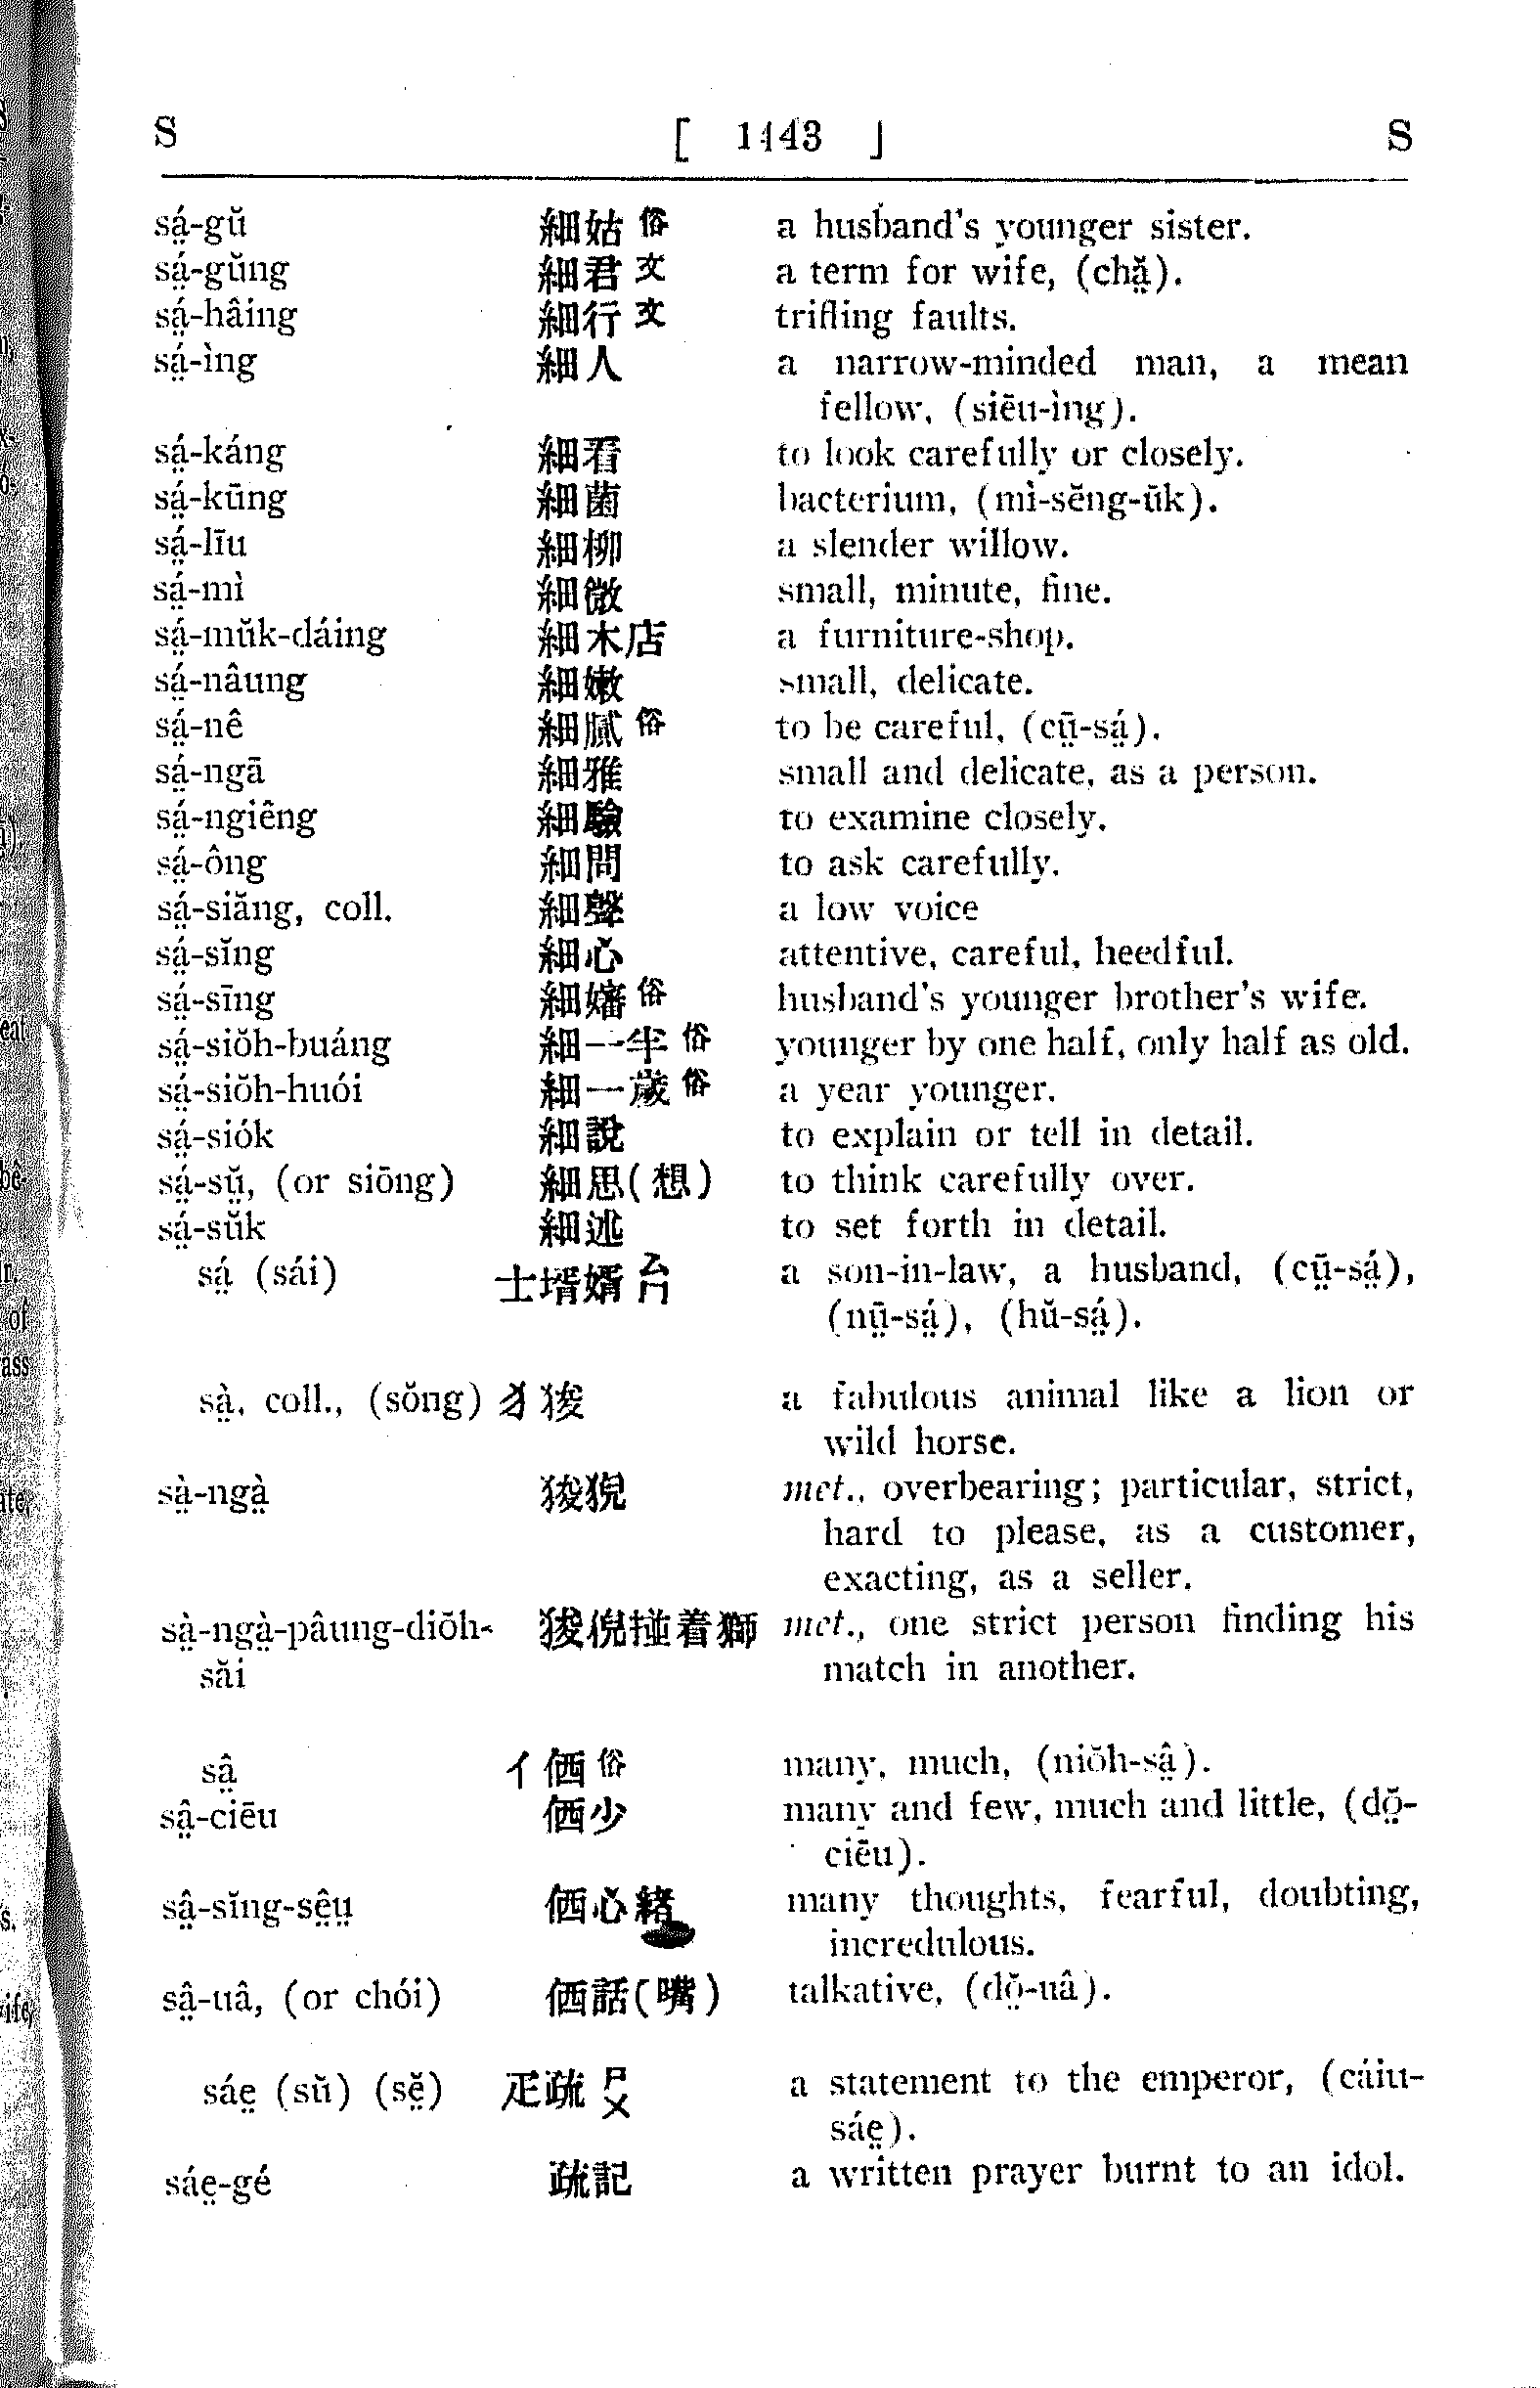 S [ 1143 ] S
sá̤-gŭ 細姑俗 a husband's younger sister.
sá̤-gŭng 細君文 a term for wife, (chă̤).
sá̤-hâing 細行文 trifling faults.
sá̤-ìng 細人 a narrow-minded man, a mean
fellow, (siēu-ìng).
sá̤-káng 細看 to look carefully or closely.
sá̤-kūng 細菌 bacterium, (mì-sĕng-ŭk).
sá̤-līu 細柳 a slender willow.
sá̤-mì 細微 small, minute, fine.
sá̤-mŭk-dáing 細木店 a furniture-shop.
sá̤-nâung 細嫩 small, delicate.
sá̤-nê 細膩俗 to be careful, (cṳ̄-sá̤).
sá̤-ngā 細雅 small and delicate, as a person.
sá̤-ngiêng 細驗 to examine closely.
sá̤-ông 細問 to ask carefully.
sá̤-siăng, coll. 細聲 a low voice
sá̤-sĭng 細心 attentive, careful, heedful.
sá̤-sīng 細嬸俗 husband's younger brother's wife.
sá̤-siŏh-buáng 細一半俗 younger by one half, only half as old.
sá̤-siŏh-huói 細一歲俗 a year younger.
sá̤-siók 細說 to explain or tell in detail.
sá̤-sṳ̆, (or siōng) 細思(想) to think carefully over.
sá̤-sŭk 細述 to set forth in detail.
sá̤ (sái) 士壻婿ㄙㄇ a son-in-law, a husband, (cṳ̄-sá̤),
(nṳ̄-sá̤), (hŭ-sá̤).
sà̤, coll., (sŏng) 犭狻 a fabulous animal like a lion or
wild horse.
sà̤-ngà̤ 狻猊 met., overbearing; particular, strict,
hard to please, as a customer,
exacting, as a seller.
sà̤-ngà̤-pâung-diŏh- 狻猊掽着獅 met., one strict person finding his
săi match in another.
sâ̤ 亻㑻俗 many, much, (niŏh-sâ̤).
sâ̤-ciēu 㑻少 many and few, much and little, (dŏ̤-
ciēu).
sâ̤-sĭng-sê̤ṳ 㑻心緒 many thoughts, fearful, doubting,
incredulous.
sâ̤-uâ, (or chói) 㑻話(嘴) talkative, (dŏ̤-uâ).
sáe̤ (sŭ) (sĕ̤) 疋疏ㄕㄨ a statement to the emperor, (cáiu-
sáe̤).
sáe̤-gé 疏記 a written prayer burnt to an idol.